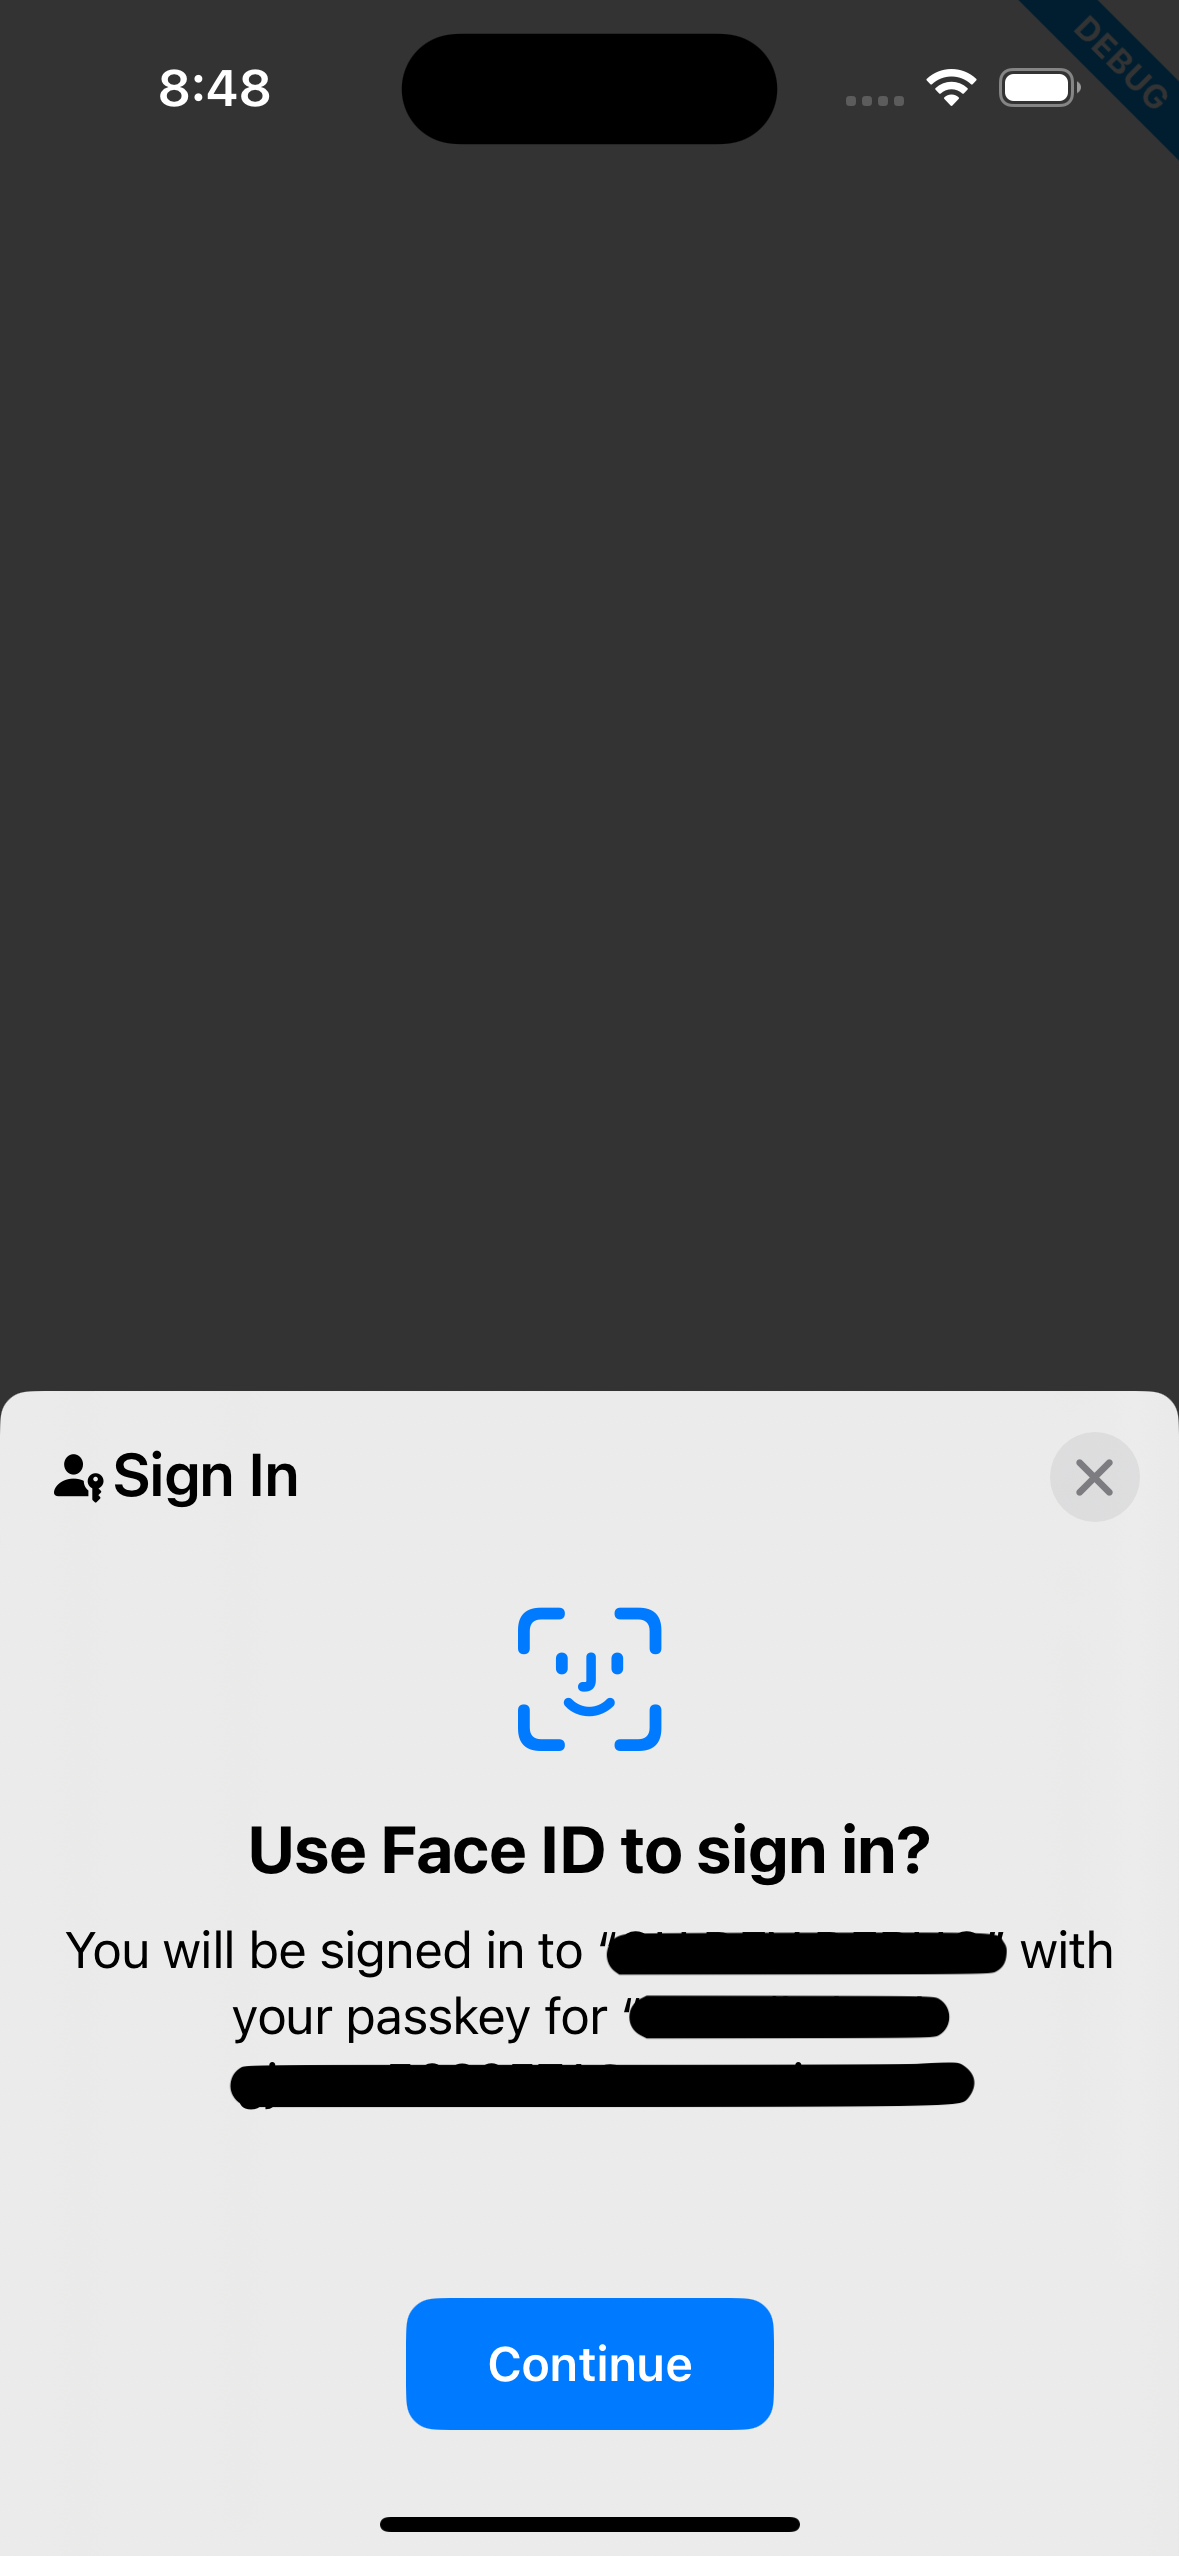 8:48
DEBUG
Sign In
Use Face ID to sign in?
You will be signed in to “ ” with
your passkey for “
Continue